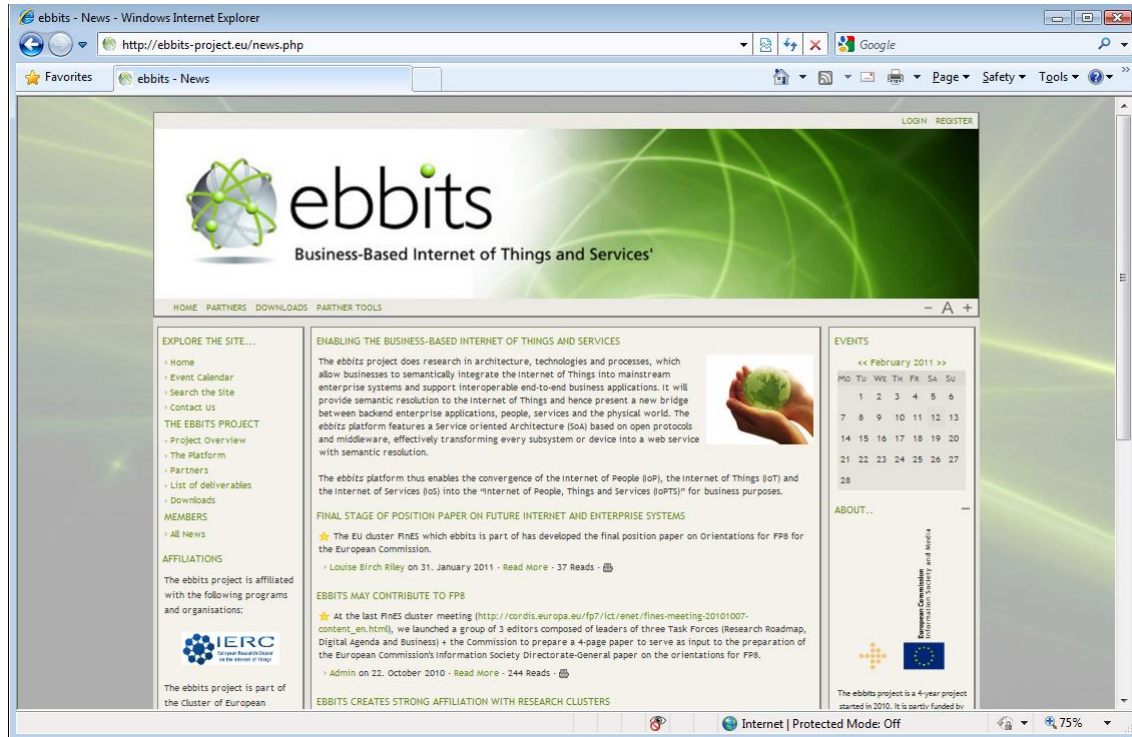 ebbits - News - Windows Internet Explorer
http://ebbits-project.eu/news.php
Google
Favorites
ebbits - News
Page
Safety
Tools
LOGIN REGISTER
ebbits
Business-Based Internet of Things and Services'
HOME PARTNERS DOWNLOADS PARTNER TOOLS
- A +
EXPLORE THE SITE...
› Home
› Event Calendar
› Search the Site
› Contact Us
THE EBBITS PROJECT
› Project Overview
› The Platform
› Partners
› List of deliverables
› Downloads
MEMBERS
› All News
AFFILIATIONS
The ebbits project is affiliated
with the following programs
and organisations:
IERC
European Research Cluster
on the Internet of Things
The ebbits project is part of
the Cluster of European
ENABLING THE BUSINESS-BASED INTERNET OF THINGS AND SERVICES
The ebbits project does research in architecture, technologies and processes, which
allow businesses to semantically integrate the Internet of Things into mainstream
enterprise systems and support interoperable end-to-end business applications. It will
provide semantic resolution to the Internet of Things and hence present a new bridge
between backend enterprise applications, people, services and the physical world. The
ebbits platform features a Service oriented Architecture (SoA) based on open protocols
and middleware, effectively transforming every subsystem or device into a web service
with semantic resolution.
The ebbits platform thus enables the convergence of the Internet of People (IoP), the Internet of Things (IoT) and
the Internet of Services (IoS) into the "Internet of People, Things and Services (IoPTS)" for business purposes.
FINAL STAGE OF POSITION PAPER ON FUTURE INTERNET AND ENTERPRISE SYSTEMS
The EU cluster FInES which ebbits is part of has developed the final position paper on Orientations for FP8 for
the European Commission.
› Louise Birch Riley on 31. January 2011 · Read More · 37 Reads ·
EBBITS MAY CONTRIBUTE TO FP8
At the last FInES cluster meeting (http://cordis.europa.eu/fp7/ict/enet/fines-meeting-20101007-
content_en.html), we launched a group of 3 editors composed of leaders of three Task Forces (Research Roadmap,
Digital Agenda and Business) + the Commission to prepare a 4-page paper to serve as input to the preparation of
the European Commission's Information Society Directorate-General paper on the orientations for FP8.
› Admin on 22. October 2010 · Read More · 244 Reads ·
EBBITS CREATES STRONG AFFILIATION WITH RESEARCH CLUSTERS
EVENTS
<< February 2011 >>
Mo Tu We Th Fr Sa Su
1 2 3 4 5 6
7 8 9 10 11 12 13
14 15 16 17 18 19 20
21 22 23 24 25 26 27
28
ABOUT..
European Commission
Information Society and Media
The ebbits project is a 4-year project
started in 2010. It is partly funded by
Internet | Protected Mode: Off
75%